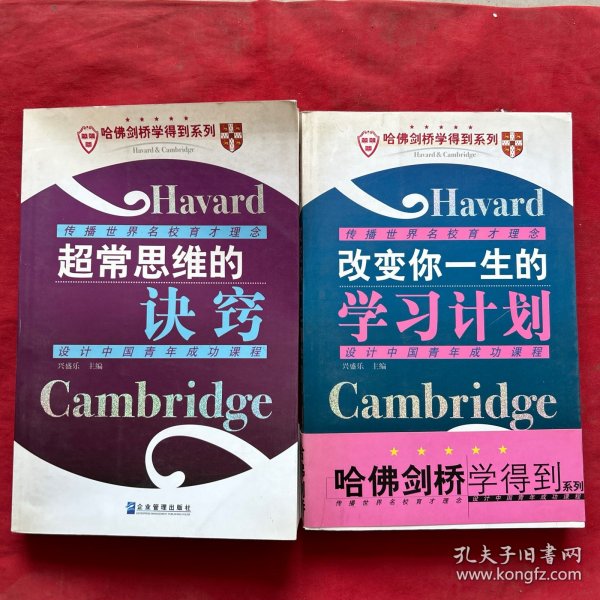 哈佛剑桥学得到系列
Havard & Cambridge
Havard
传播世界名校育才理念
超常思维的
诀窍
设计中国青年成功课程
兴盛乐 主编
Cambridge
企业管理出版社
哈佛剑桥学得到系列
Havard & Cambridge
Havard
传播世界名校育才理念
改变你一生的
学习计划
设计中国青年成功课程
兴盛乐 主编
Cambridge
哈佛剑桥学得到系列
传播世界名校育才理念 设计中国青年成功课程
孔夫子旧书网
www.kongfz.com